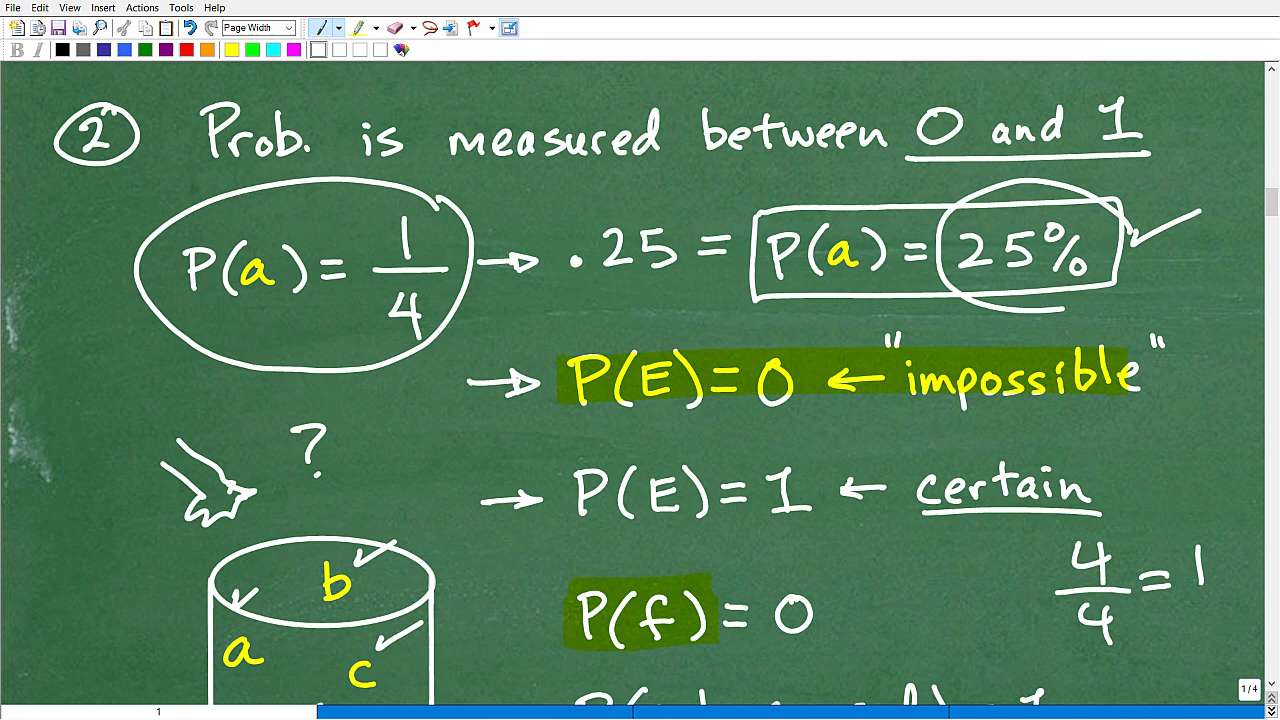 File Edit View Insert Actions Tools Help
Page Width
B I
② Prob. is measured between 0 and 1
P(a) = 1/4 → .25 = P(a) = 25%
→ P(E) = 0 ← "impossible"
?
→ P(E) = 1 ← certain
4/4 = 1
b
P(f) = 0
a
c
1/4
1